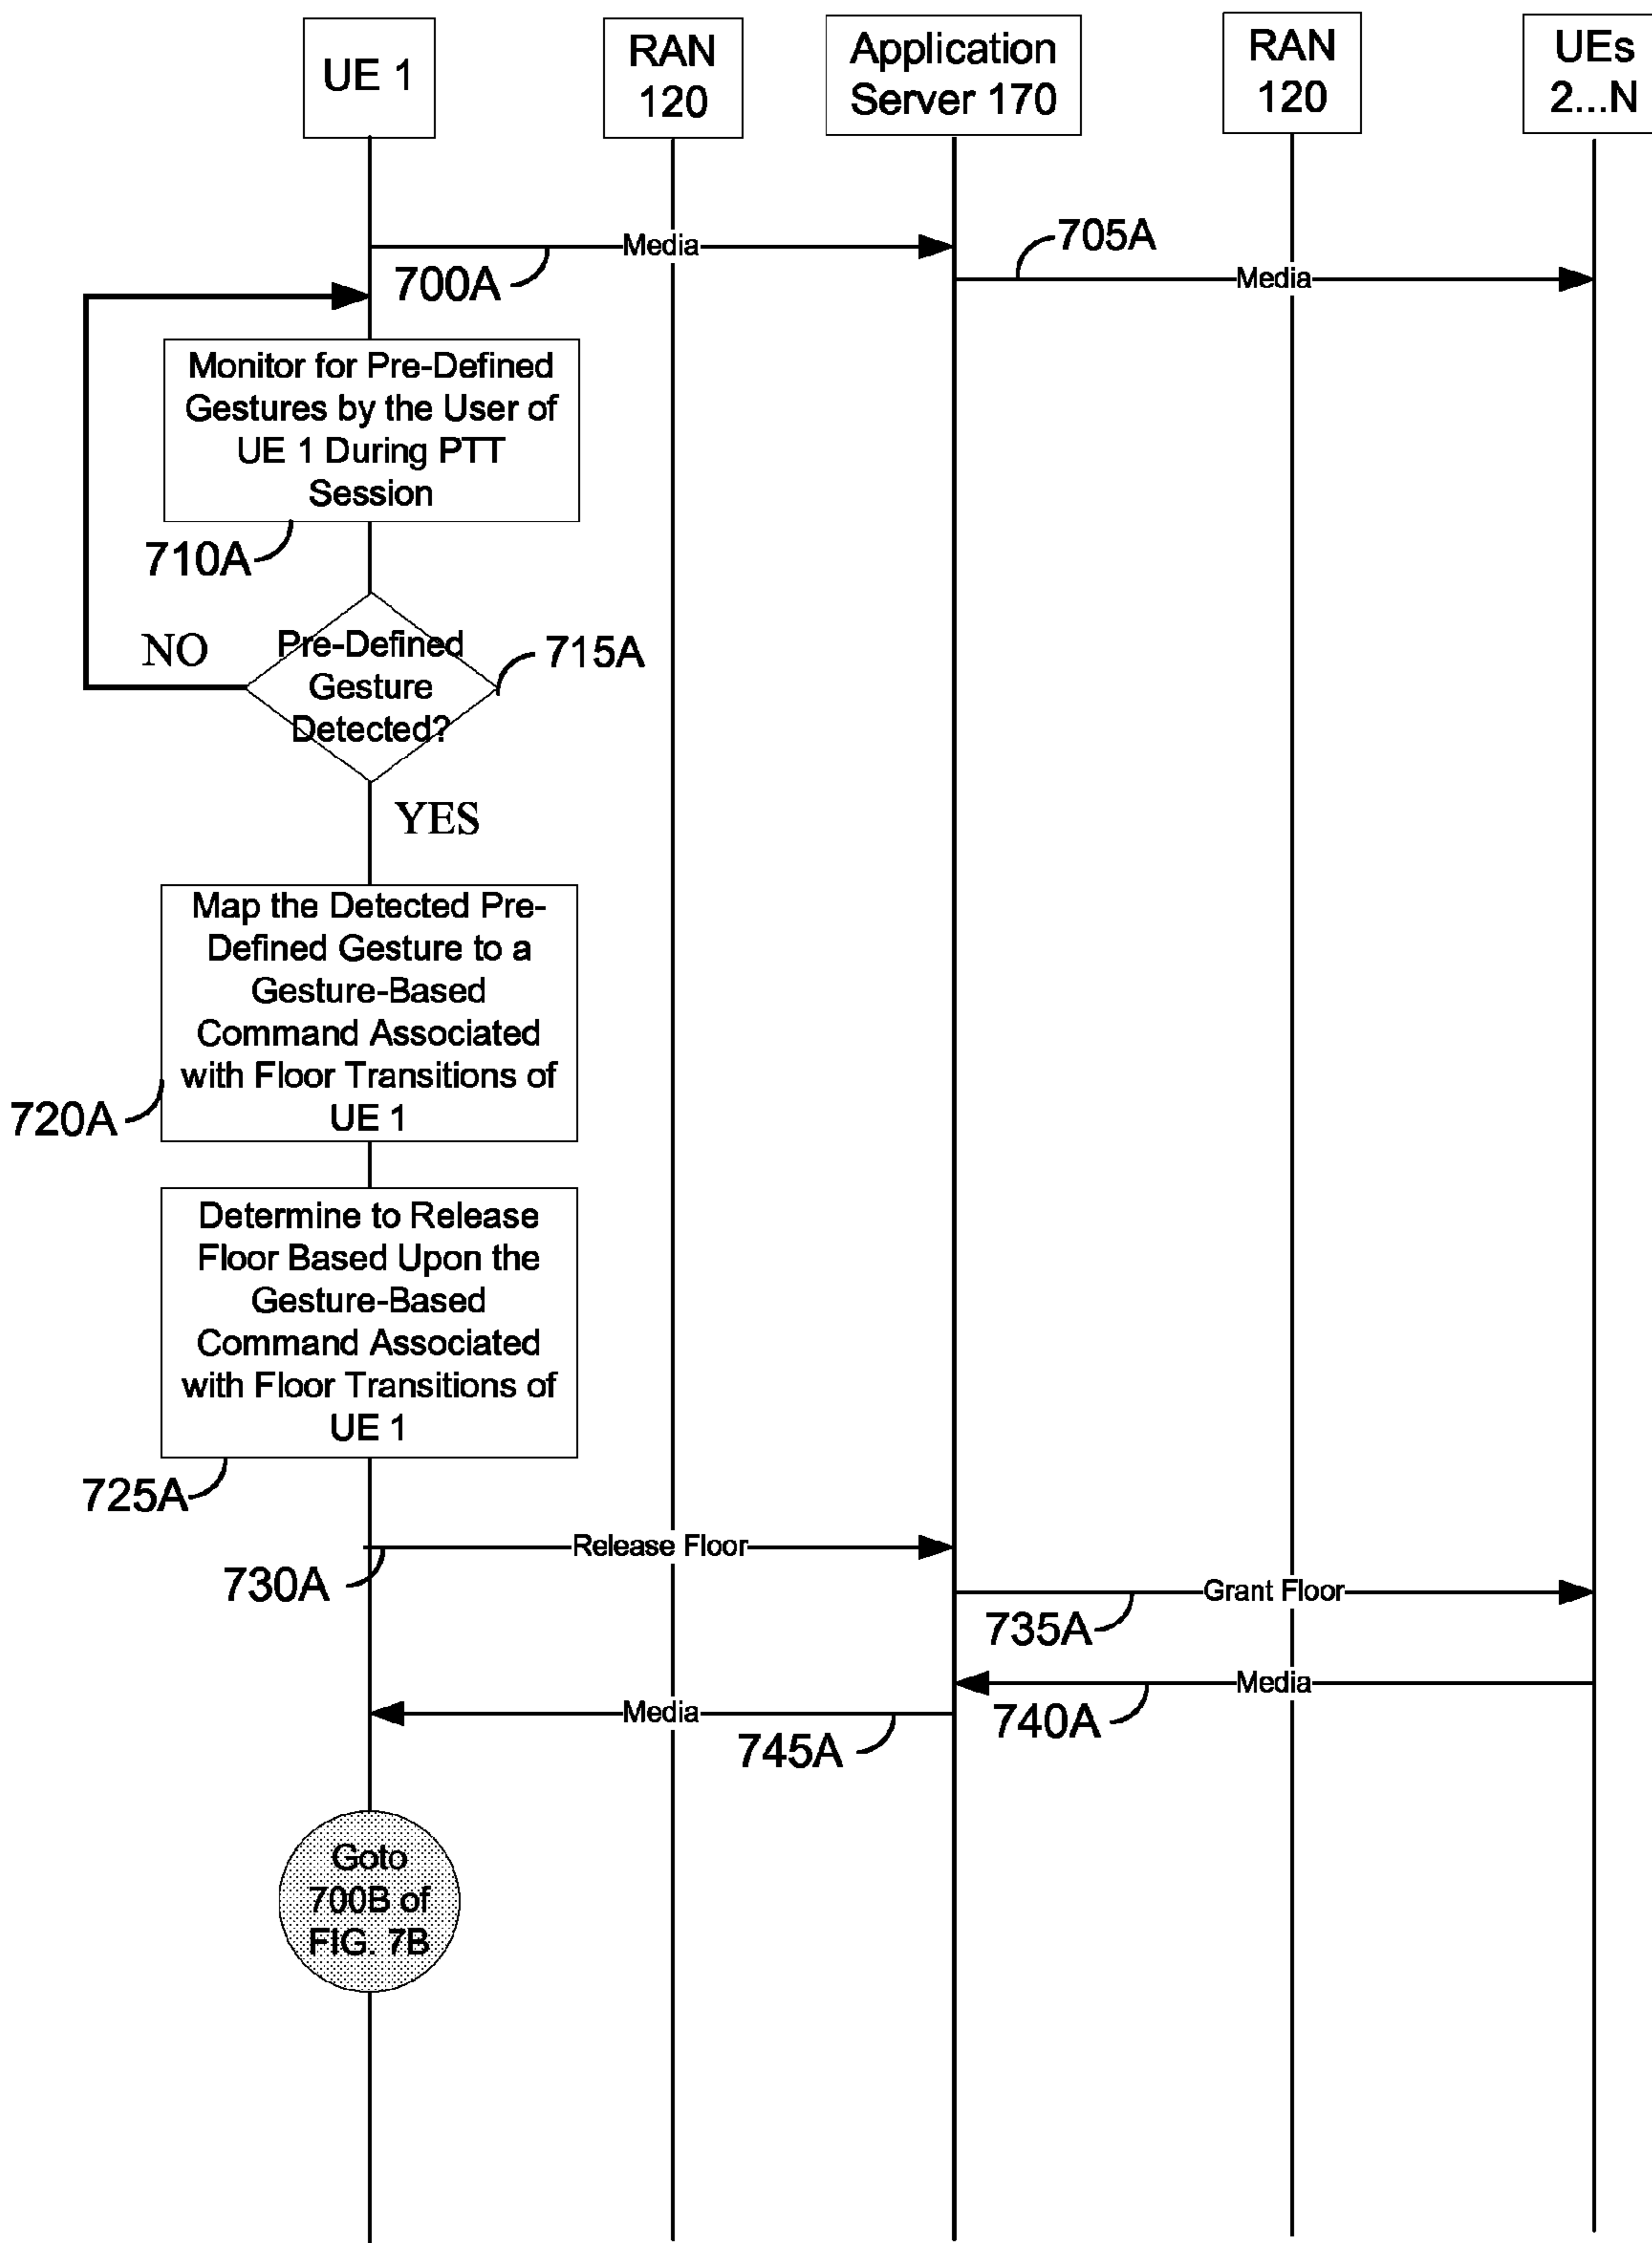 UE 1
RAN
120
Application
Server 170
RAN
120
UEs
2...N
Media
700A
705A
Media
Monitor for Pre-Defined
Gestures by the User of
UE 1 During PTT
Session
710A
NO
Pre-Defined
Gesture
Detected?
715A
YES
Map the Detected Pre-
Defined Gesture to a
Gesture-Based
Command Associated
with Floor Transitions of
UE 1
720A
Determine to Release
Floor Based Upon the
Gesture-Based
Command Associated
with Floor Transitions of
UE 1
725A
Release Floor
730A
Grant Floor
735A
Media
740A
Media
745A
Goto
700B of
FIG. 7B